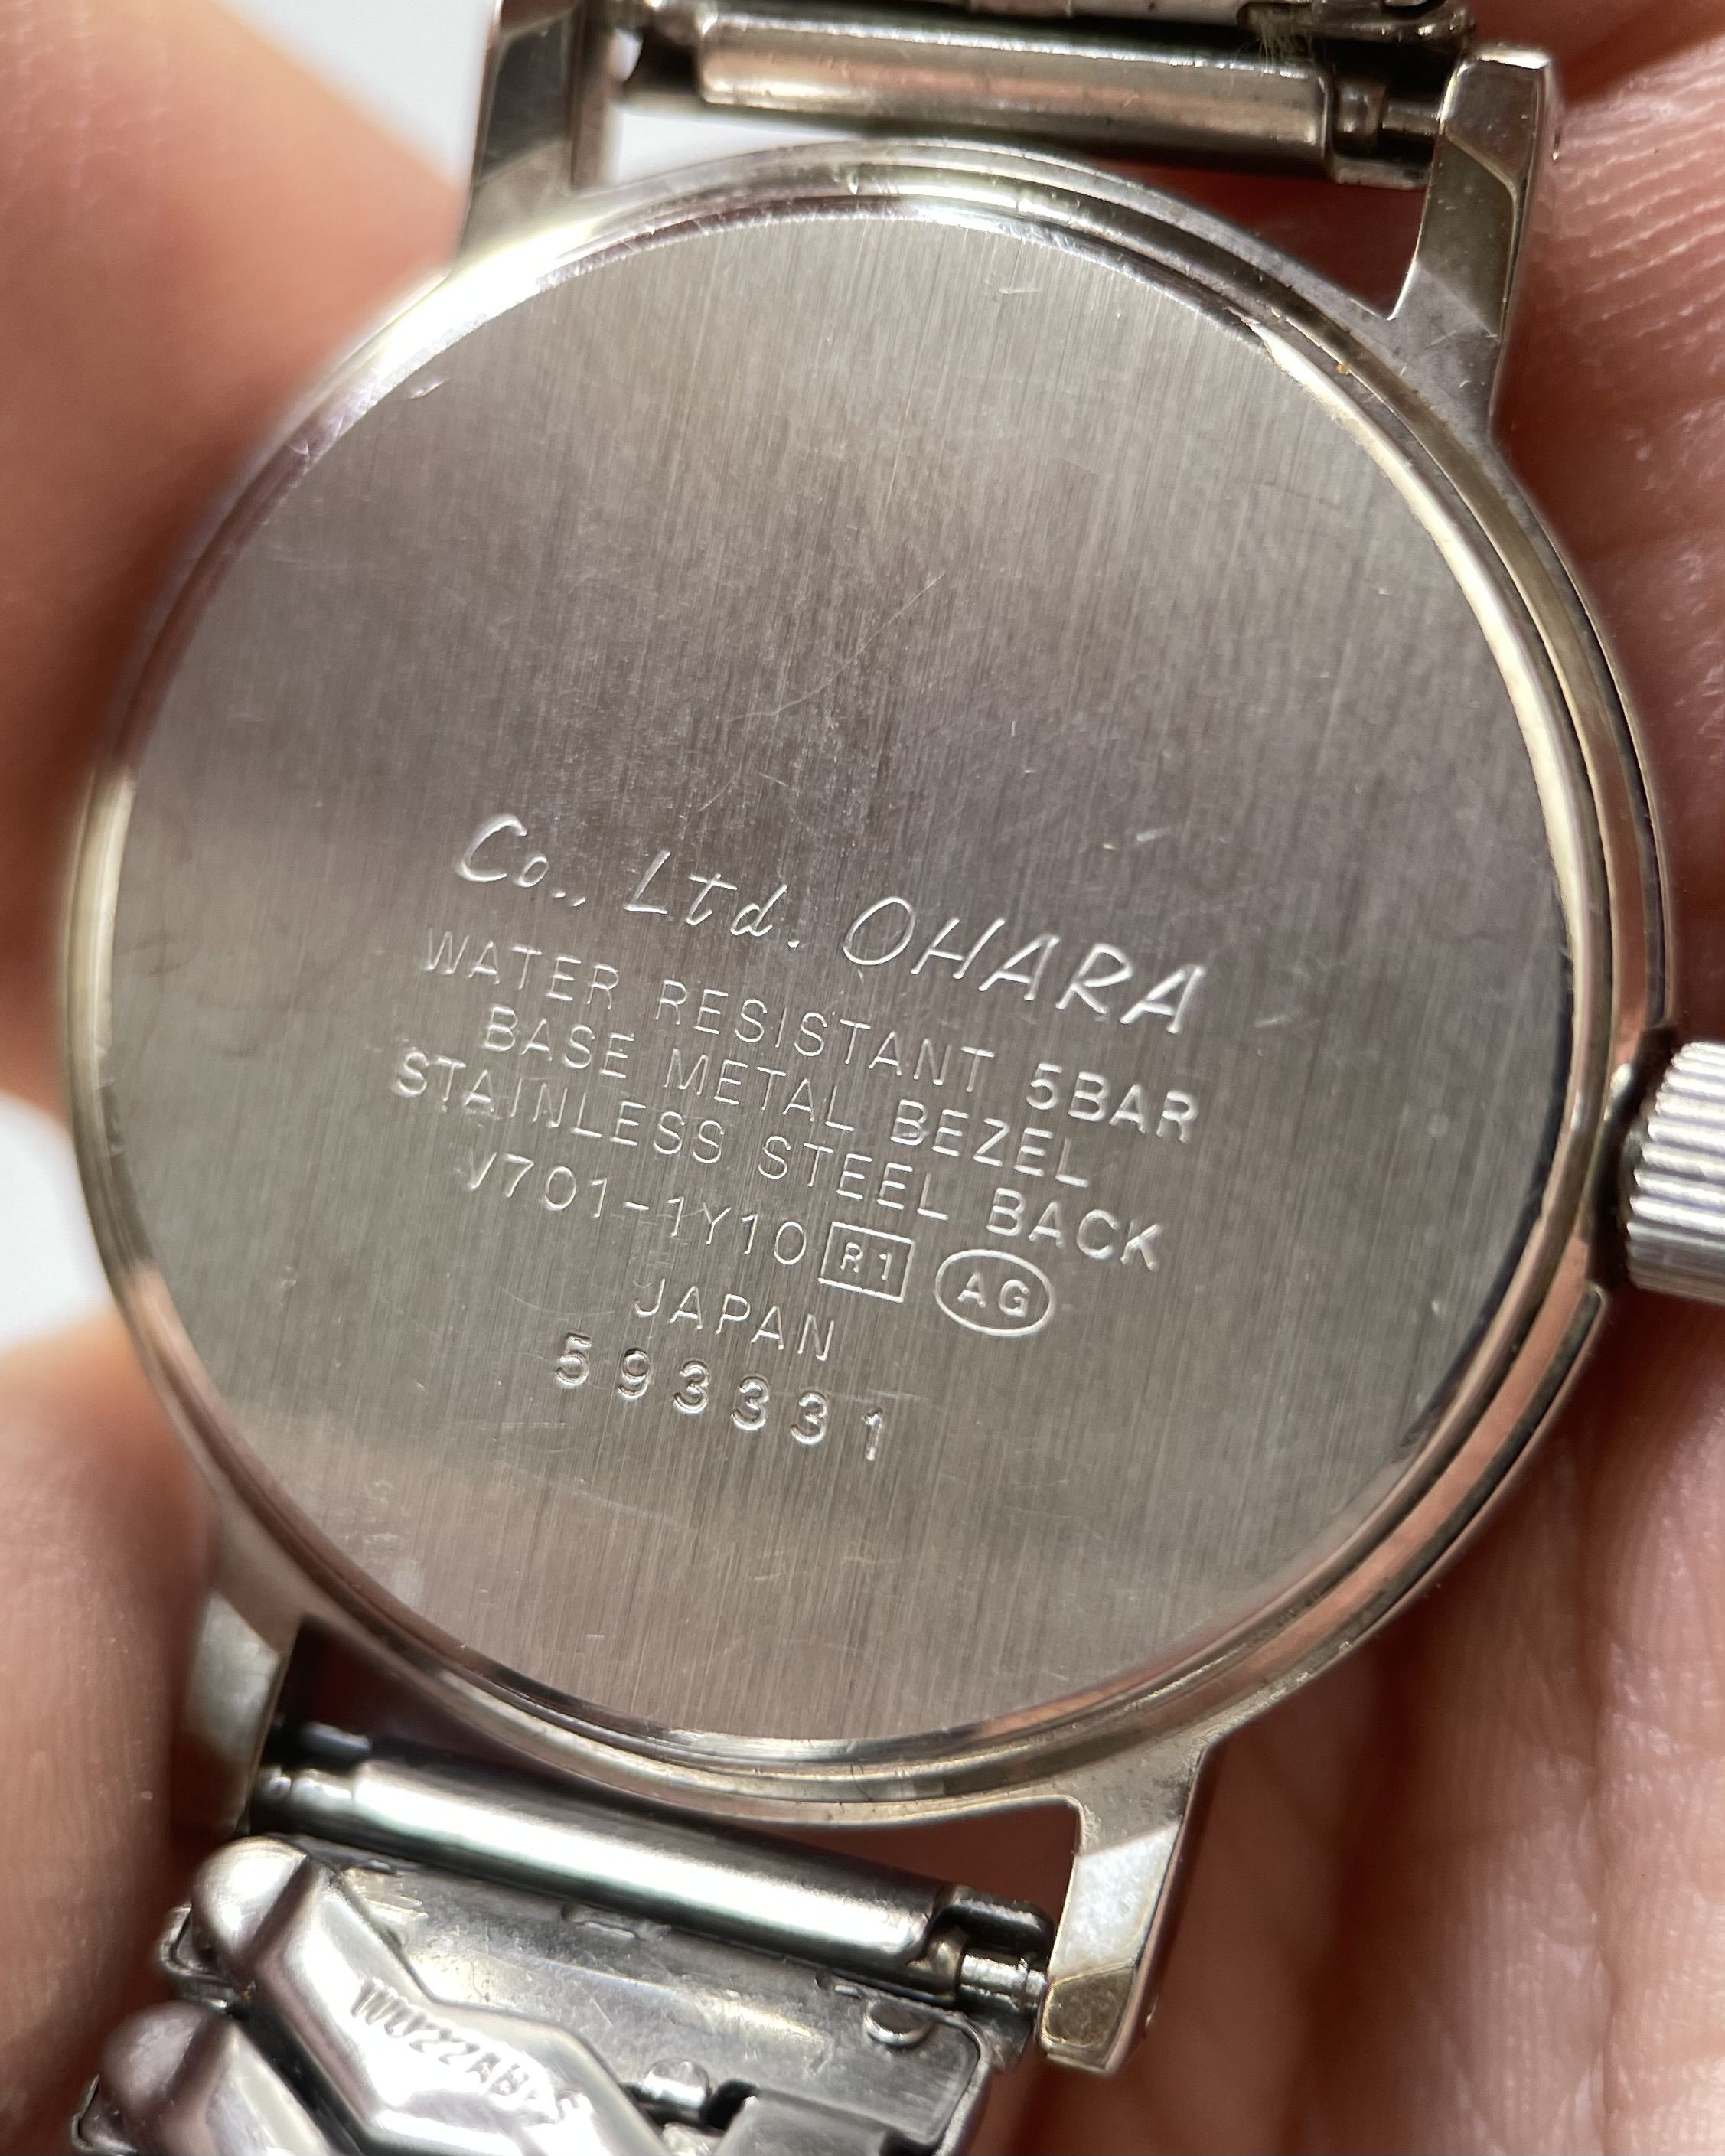 Co., Ltd. OHARA
WATER RESISTANT 5BAR
BASE METAL BEZEL
STAINLESS STEEL BACK
V701-1Y10 R1 AG
JAPAN
593331